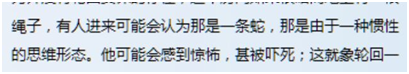 绳子，有人进来可能会认为那是一条蛇，那是由于一种惯性
的思维形态。他可能会感到惊怖，甚被吓死；这就象轮回一